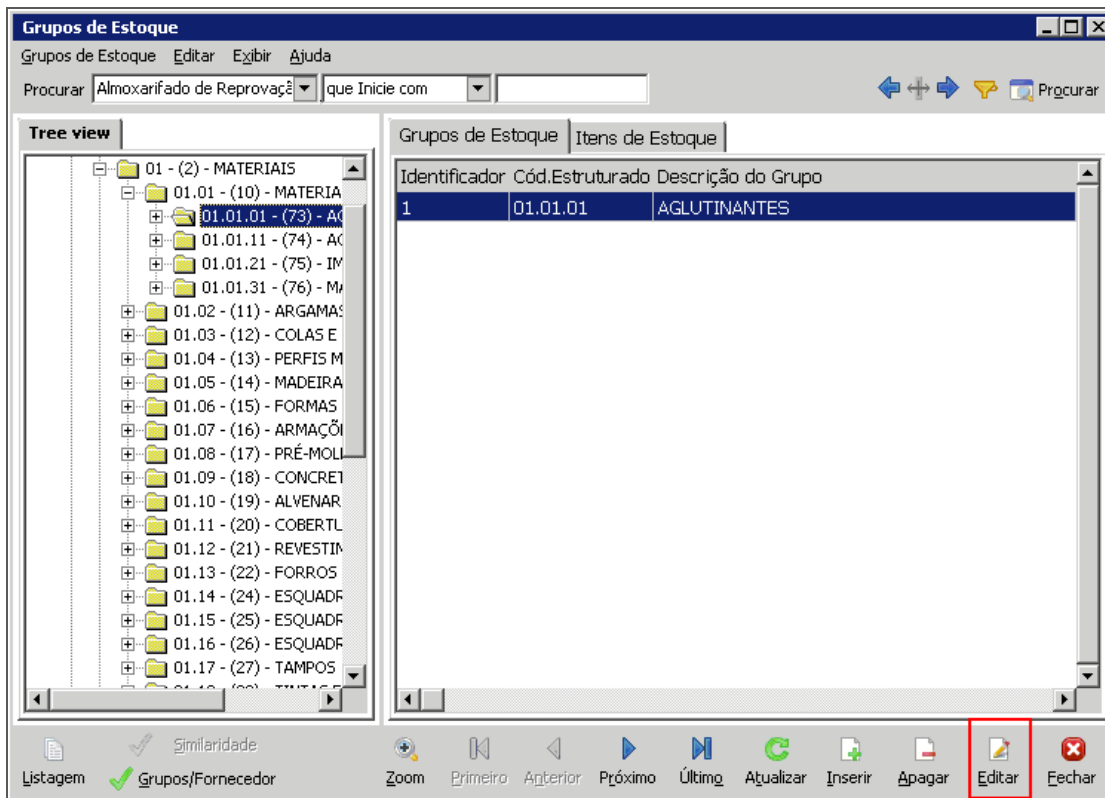 Grupos de Estoque
Grupos de Estoque Editar Exibir Ajuda
Procurar Almoxarifado de Reprovaçã que Inicie com Procurar
Tree view
01 - (2) - MATERIAIS
01.01 - (10) - MATERIA
01.01.01 - (73) - AG
01.01.11 - (74) - AG
01.01.21 - (75) - IM
01.01.31 - (76) - MA
01.02 - (11) - ARGAMAS
01.03 - (12) - COLAS E
01.04 - (13) - PERFIS M
01.05 - (14) - MADEIRA
01.06 - (15) - FORMAS
01.07 - (16) - ARMAÇÕ
01.08 - (17) - PRÉ-MOL
01.09 - (18) - CONCRET
01.10 - (19) - ALVENAR
01.11 - (20) - COBERTU
01.12 - (21) - REVESTIM
01.13 - (22) - FORROS
01.14 - (24) - ESQUADR
01.15 - (25) - ESQUADR
01.16 - (26) - ESQUADR
01.17 - (27) - TAMPOS
Grupos de Estoque Itens de Estoque
Identificador Cód.Estruturado Descrição do Grupo
1 01.01.01 AGLUTINANTES
Similaridade
Listagem Grupos/Fornecedor Zoom Primeiro Anterior Próximo Último Atualizar Inserir Apagar Editar Fechar